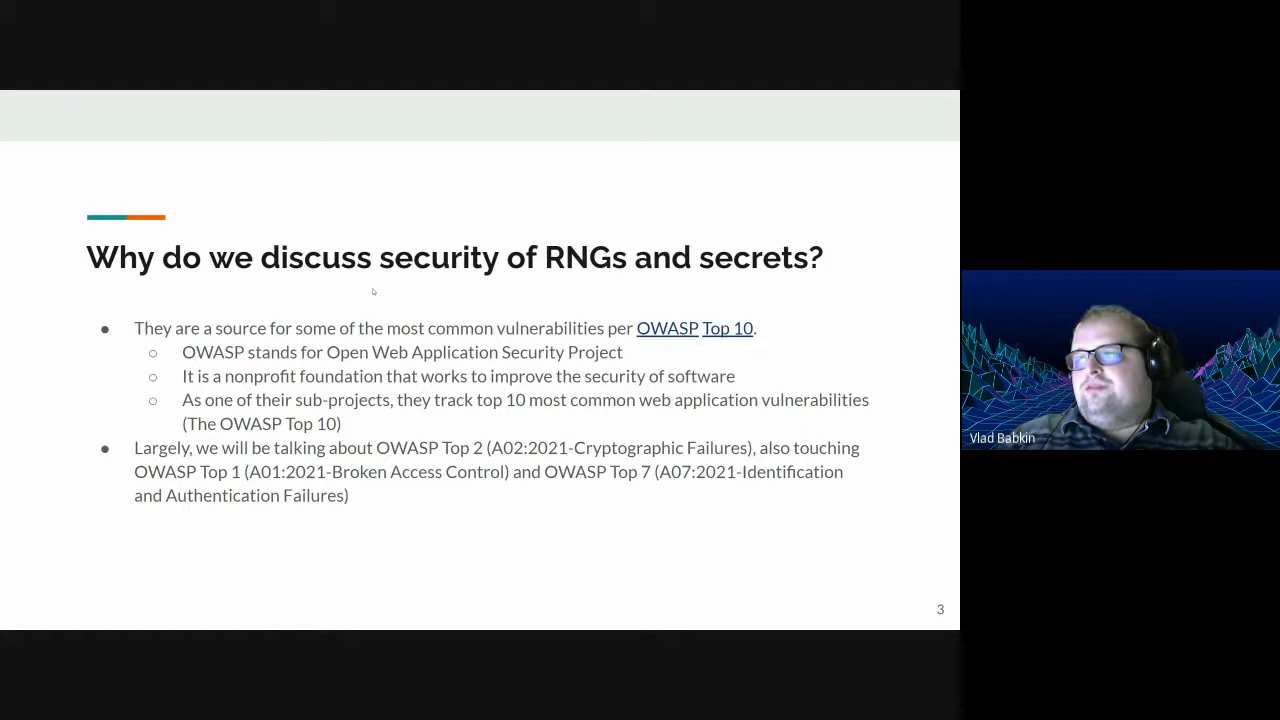 Why do we discuss security of RNGs and secrets?
● They are a source for some of the most common vulnerabilities per OWASP Top 10.
○ OWASP stands for Open Web Application Security Project
○ It is a nonprofit foundation that works to improve the security of software
○ As one of their sub-projects, they track top 10 most common web application vulnerabilities
(The OWASP Top 10)
● Largely, we will be talking about OWASP Top 2 (A02:2021-Cryptographic Failures), also touching
OWASP Top 1 (A01:2021-Broken Access Control) and OWASP Top 7 (A07:2021-Identification
and Authentication Failures)
3
Vlad Babkin